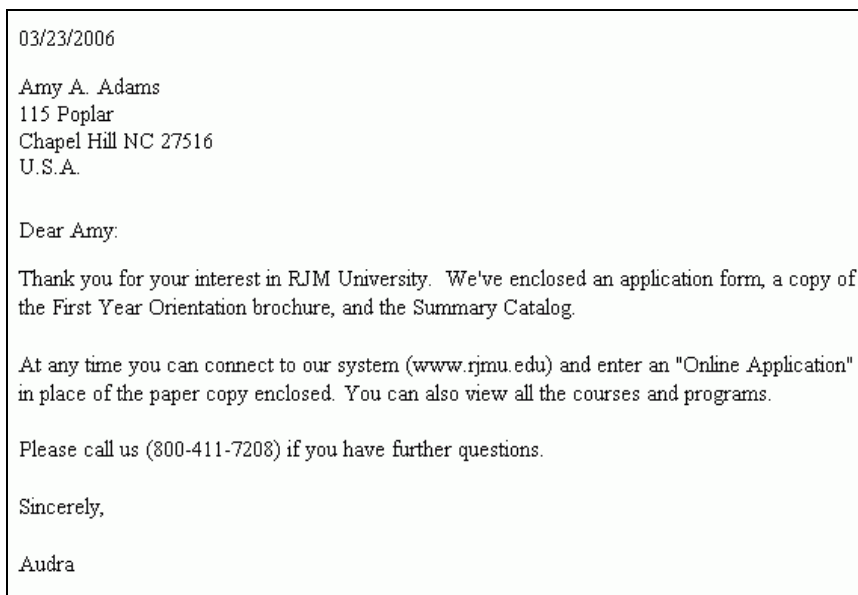 03/23/2006
Amy A. Adams
115 Poplar
Chapel Hill NC 27516
U.S.A.
Dear Amy:
Thank you for your interest in RJM University.  We've enclosed an application form, a copy of
the First Year Orientation brochure, and the Summary Catalog.
At any time you can connect to our system (www.rjmu.edu) and enter an "Online Application"
in place of the paper copy enclosed. You can also view all the courses and programs.
Please call us (800-411-7208) if you have further questions.
Sincerely,
Audra